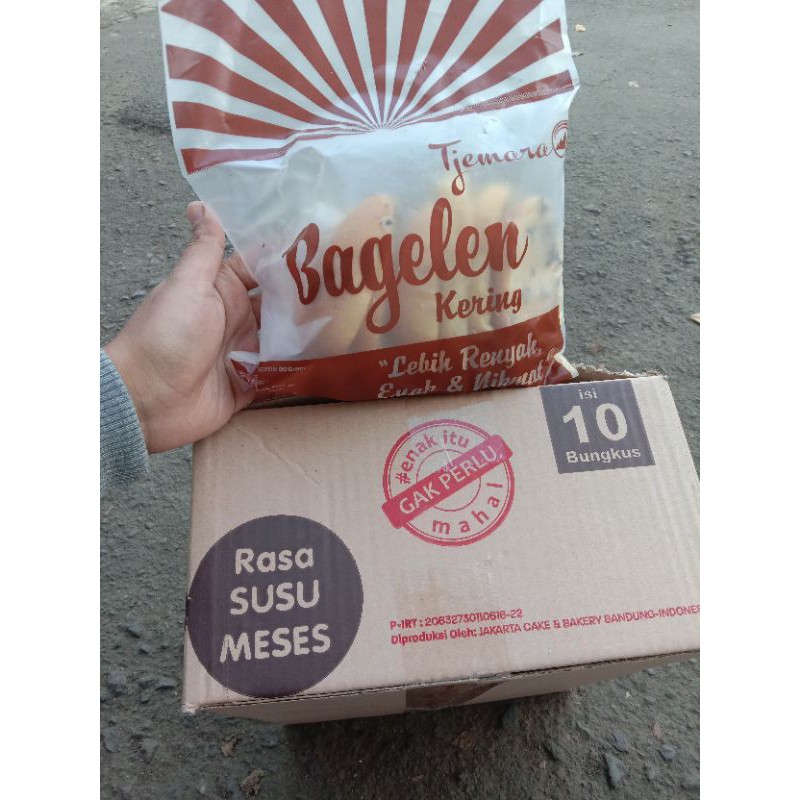 Tjemara
Bagelen
Kering
"Lebih Renyah,
Enak & Nikmat
isi
10
Bungkus
#enak itu
GAK PERLU
mahal
Rasa
SUSU
MESES
P-IRT : 2063273010616-22
Diproduksi Oleh: JAKARTA CAKE & BAKERY BANDUNG-INDONE